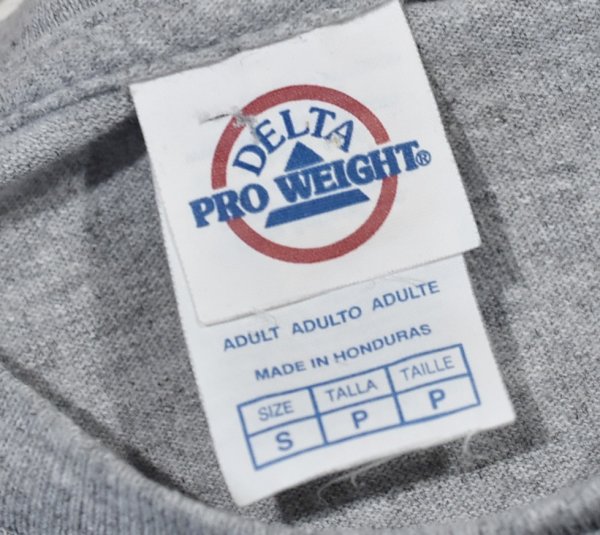 DELTA
PRO WEIGHT®
ADULT ADULTO ADULTE
MADE IN HONDURAS
SIZE TALLA TAILLE
S P P